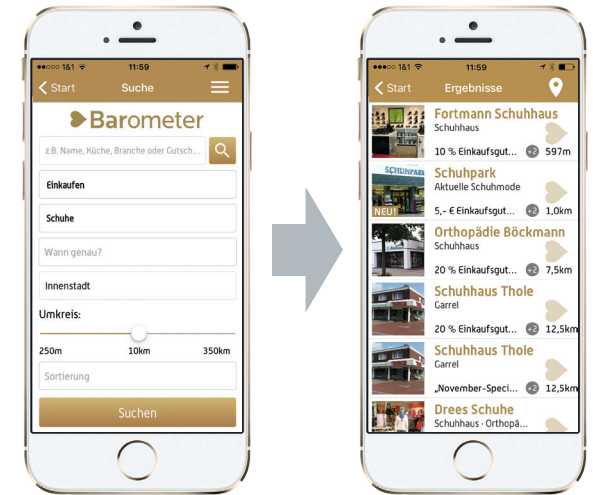 1&1
11:59
Start
Suche
Barometer
z.B. Name, Küche, Branche oder Gutsch...
Einkaufen
Schuhe
Wann genau?
Innenstadt
Umkreis:
250m
10km
350km
Sortierung
Suchen
1&1
11:59
Start
Ergebnisse
Fortmann Schuhhaus
Schuhhaus
10 % Einkaufsgut...
+2
597m
SCHUHPARK
NEU!
Schuhpark
Aktuelle Schuhmode
5,- € Einkaufsgut...
+2
1,0km
Orthopädie Böckmann
Schuhhaus
20 % Einkaufsgut...
+2
7,5km
Schuhhaus Thole
Garrel
20 % Einkaufsgut...
+2
12,5km
Schuhhaus Thole
Garrel
„November-Speci...
+2
12,5km
Drees Schuhe
Schuhhaus · Orthopä...